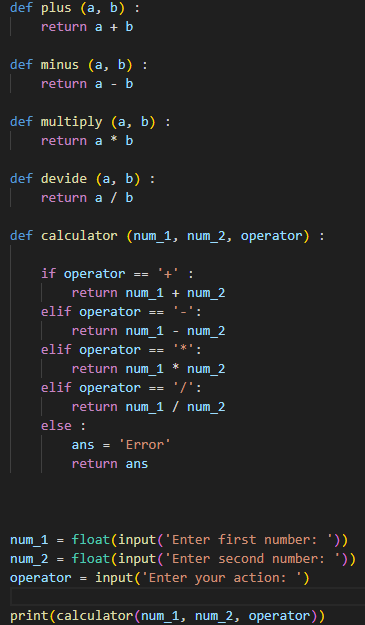 def plus (a, b) :
    return a + b
def minus (a, b) :
    return a - b
def multiply (a, b) :
    return a * b
def devide (a, b) :
    return a / b
def calculator (num_1, num_2, operator) :
    if operator == '+' :
        return num_1 + num_2
    elif operator == '-':
        return num_1 - num_2
    elif operator == '*':
        return num_1 * num_2
    elif operator == '/':
        return num_1 / num_2
    else :
        ans = 'Error'
        return ans
num_1 = float(input('Enter first number: '))
num_2 = float(input('Enter second number: '))
operator = input('Enter your action: ')
print(calculator(num_1, num_2, operator))